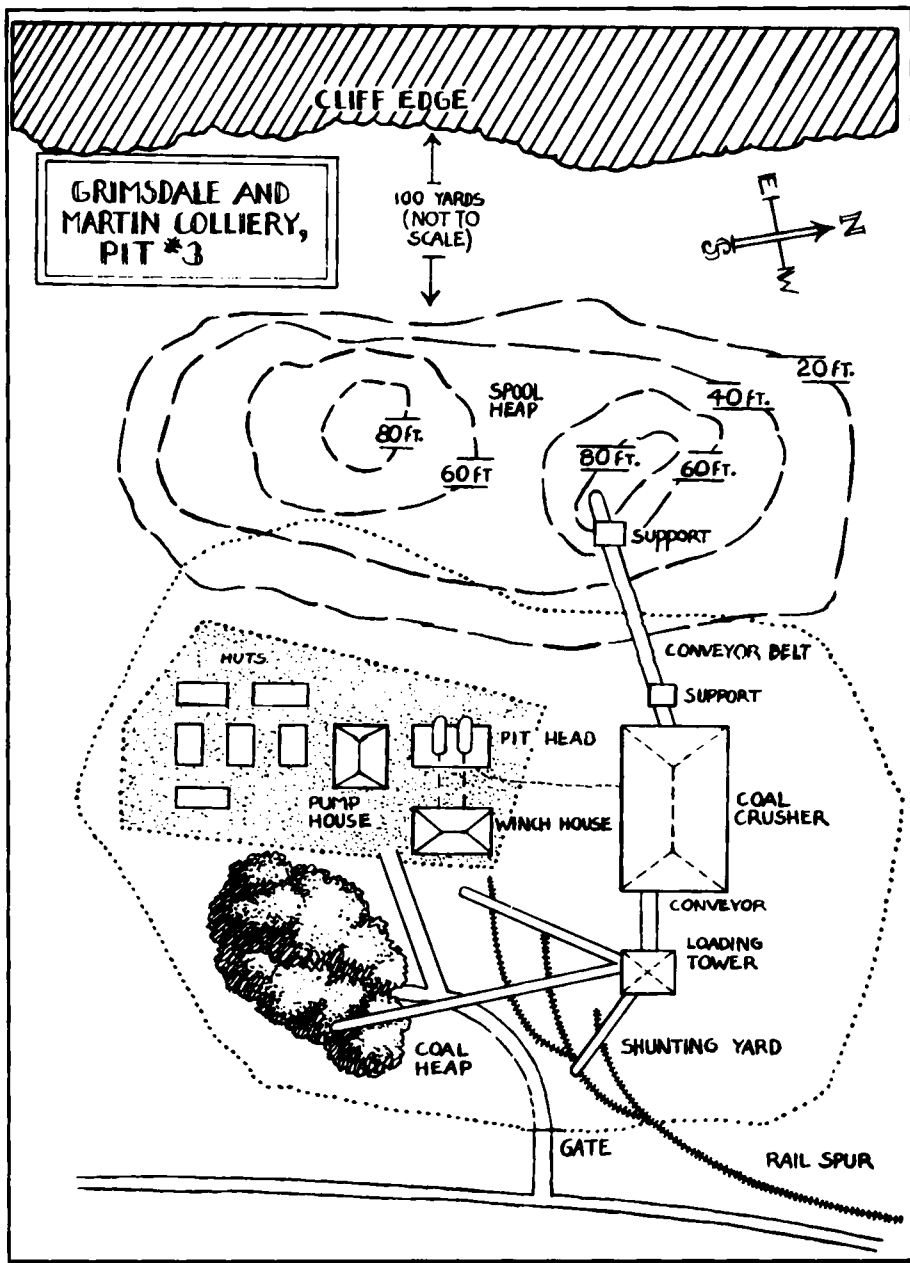 CLIFF EDGE
GRIMSDALE AND
MARTIN COLLIERY,
PIT #3
100 YARDS
(NOT TO
SCALE)
E
N
S
W
20 FT.
40 FT.
SPOOL
HEAP
80 FT.
60 FT
80 FT.
60 FT.
SUPPORT
HUTS
CONVEYOR BELT
SUPPORT
PIT HEAD
PUMP
HOUSE
WINCH HOUSE
COAL
CRUSHER
CONVEYOR
LOADING
TOWER
COAL
HEAP
SHUNTING YARD
GATE
RAIL SPUR